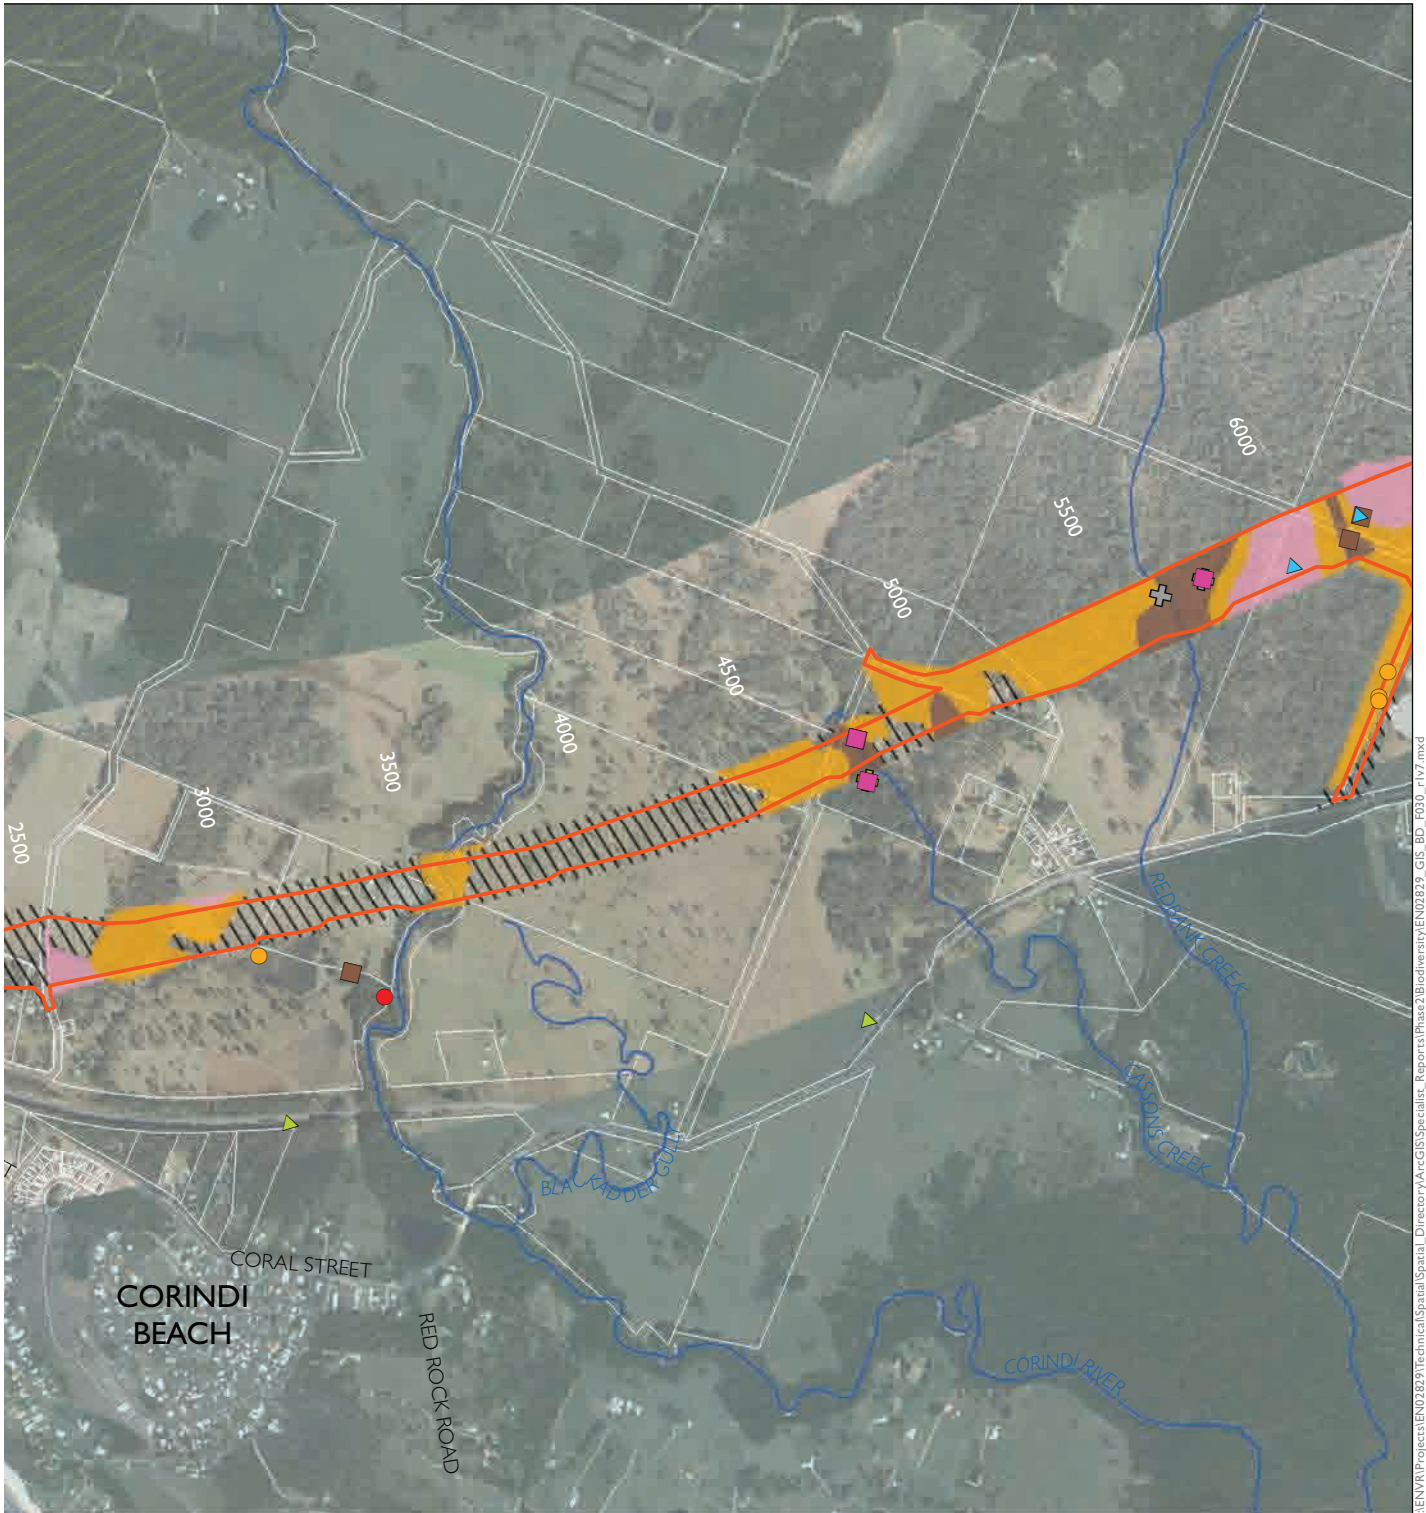 6000
5500
5000
4500
4000
3500
3000
2500
REDBANK CREEK
CASSONS CREEK
BLACKADDER GULLY
CORAL STREET
CORINDI
BEACH
RED ROCK ROAD
CORINDI RIVER
T
:\ENVR\Projects\EN02829\Technical\Spatial\Spatial_Directory\ArcGIS\Specialist_Reports\Phase2\Biodiversity\EN02829_GIS_BD_F030_r1v7.mxd